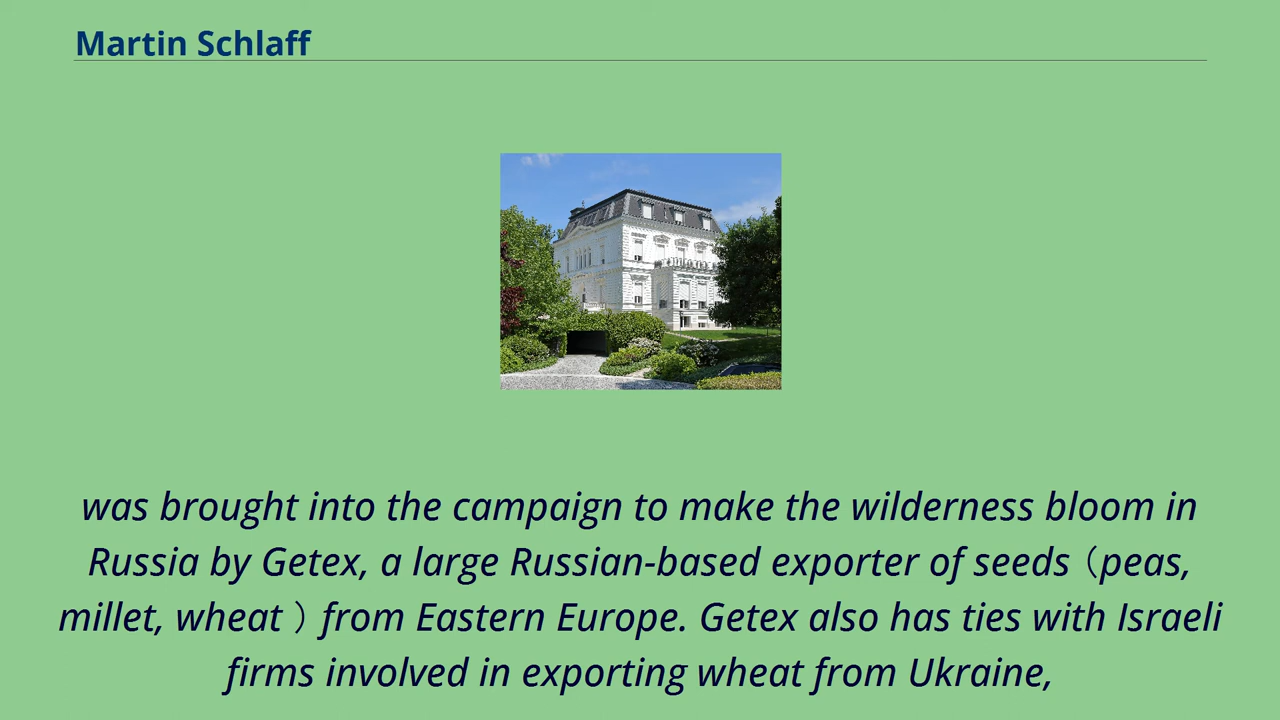 Martin Schlaff
was brought into the campaign to make the wilderness bloom in
Russia by Getex, a large Russian-based exporter of seeds（peas,
millet, wheat ）from Eastern Europe. Getex also has ties with Israeli
firms involved in exporting wheat from Ukraine,